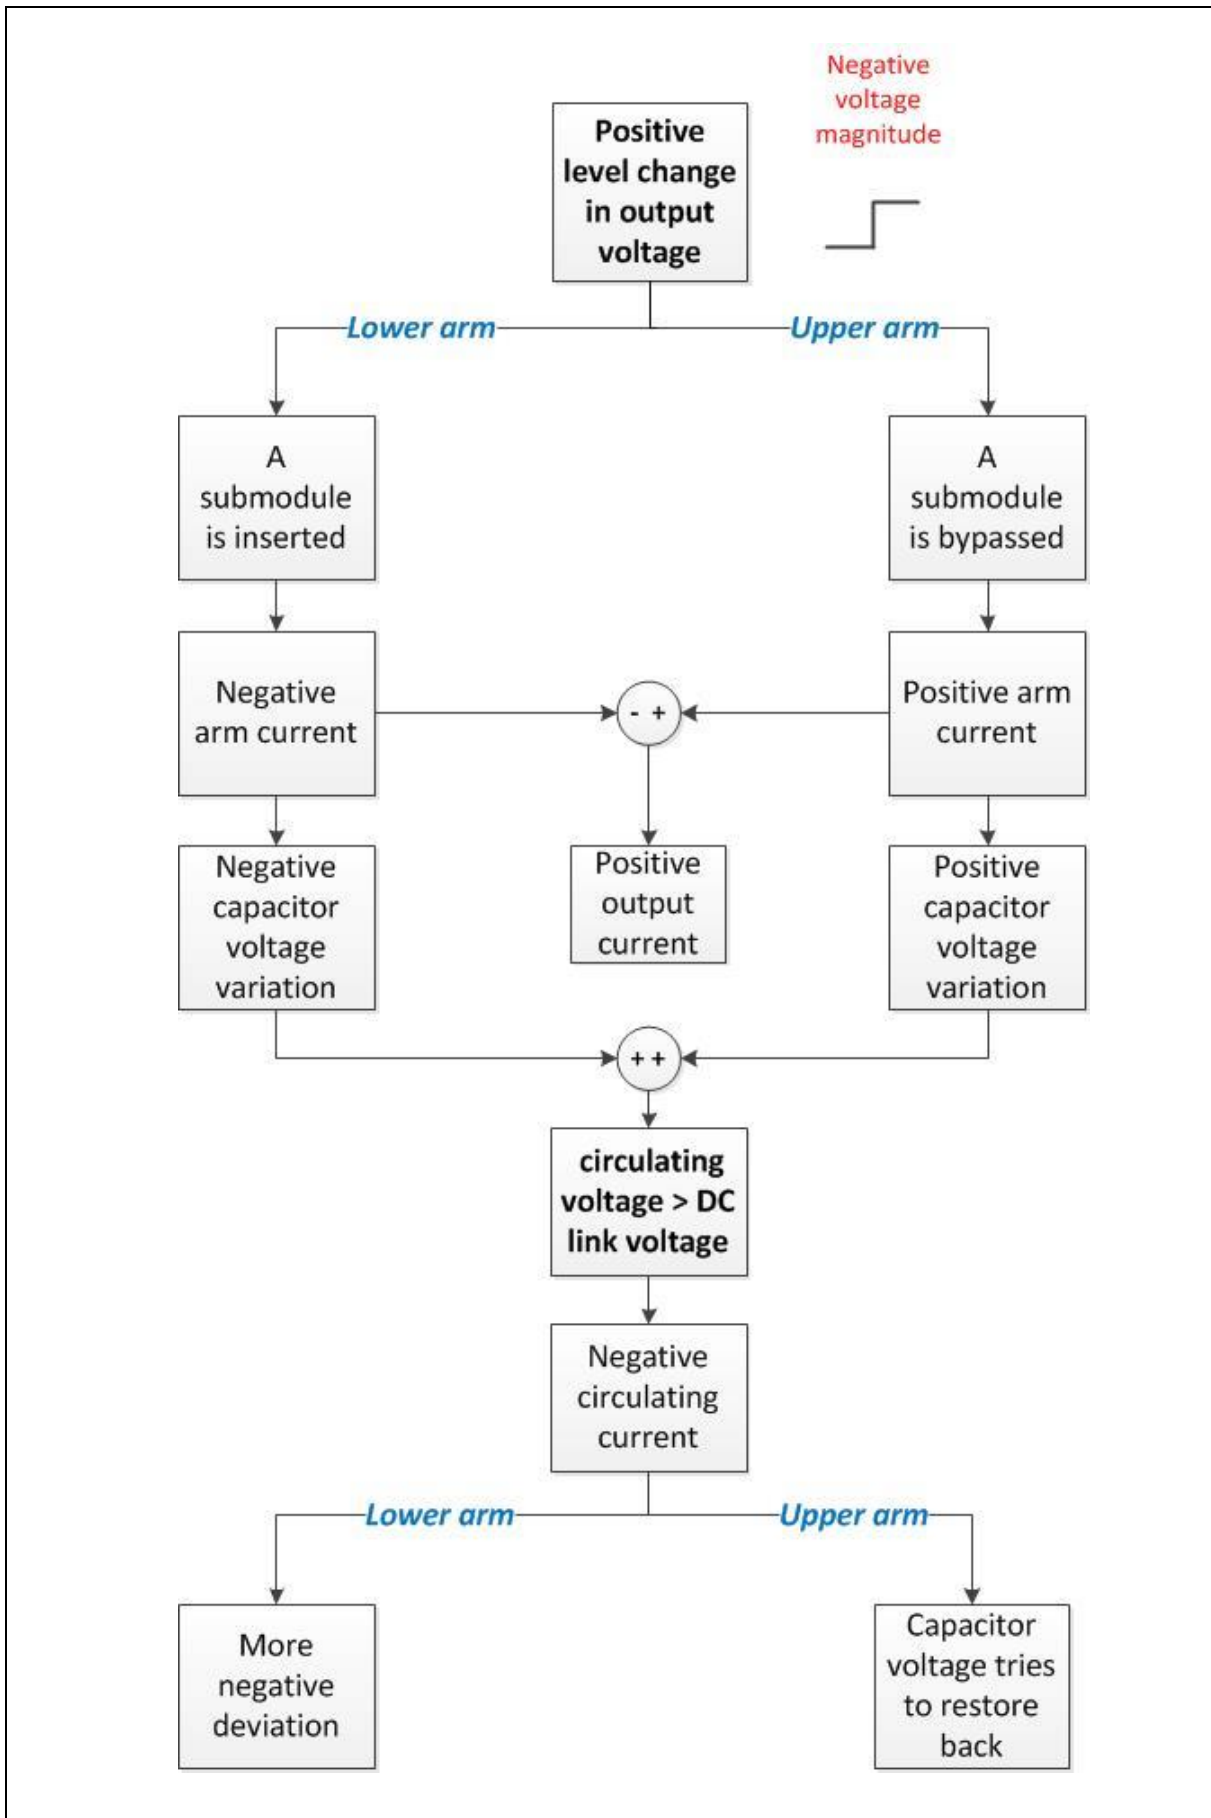 Negative
voltage
magnitude
Positive
level change
in output
voltage
Lower arm
Upper arm
A
submodule
is inserted
A
submodule
is bypassed
Negative
arm current
- +
Positive arm
current
Negative
capacitor
voltage
variation
Positive
output
current
Positive
capacitor
voltage
variation
++
circulating
voltage > DC
link voltage
Negative
circulating
current
Lower arm
Upper arm
More
negative
deviation
Capacitor
voltage tries
to restore
back